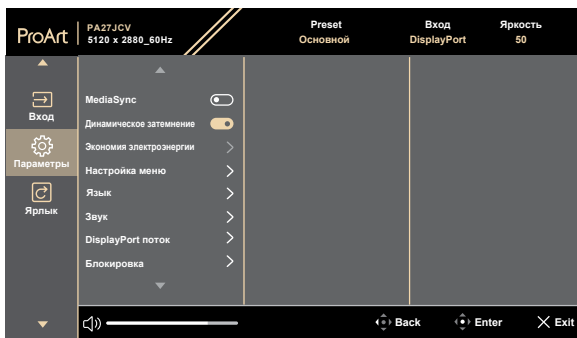 ProArt
PA27JCV
5120 x 2880_60Hz
Preset
Основной
Вход
DisplayPort
Яркость
50
Вход
Параметры
Ярлык
MediaSync
Динамическое затемнение
Экономия электроэнергии
Настройка меню
Язык
Звук
DisplayPort поток
Блокировка
Back
Enter
Exit